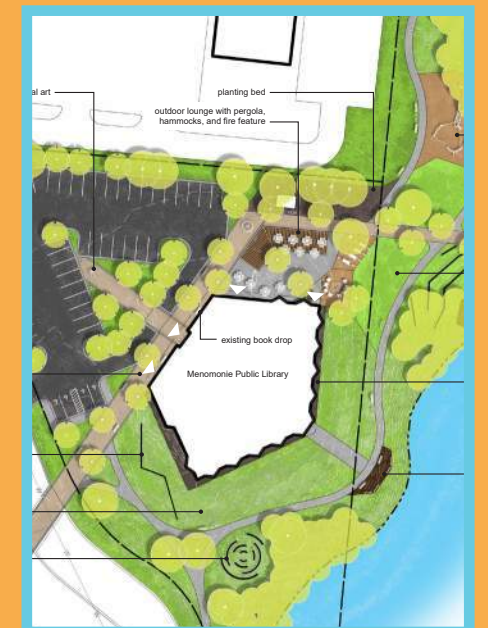 al art
planting bed
outdoor lounge with pergola,
hammocks, and fire feature
existing book drop
Menomonie Public Library